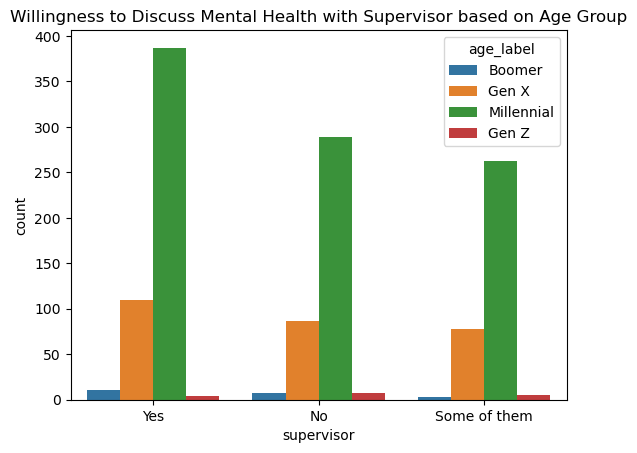 Willingness to Discuss Mental Health with Supervisor based on Age Group
age_label
Boomer
Gen X
Millennial
Gen Z
count
400
350
300
250
200
150
100
50
0
Yes
No
Some of them
supervisor